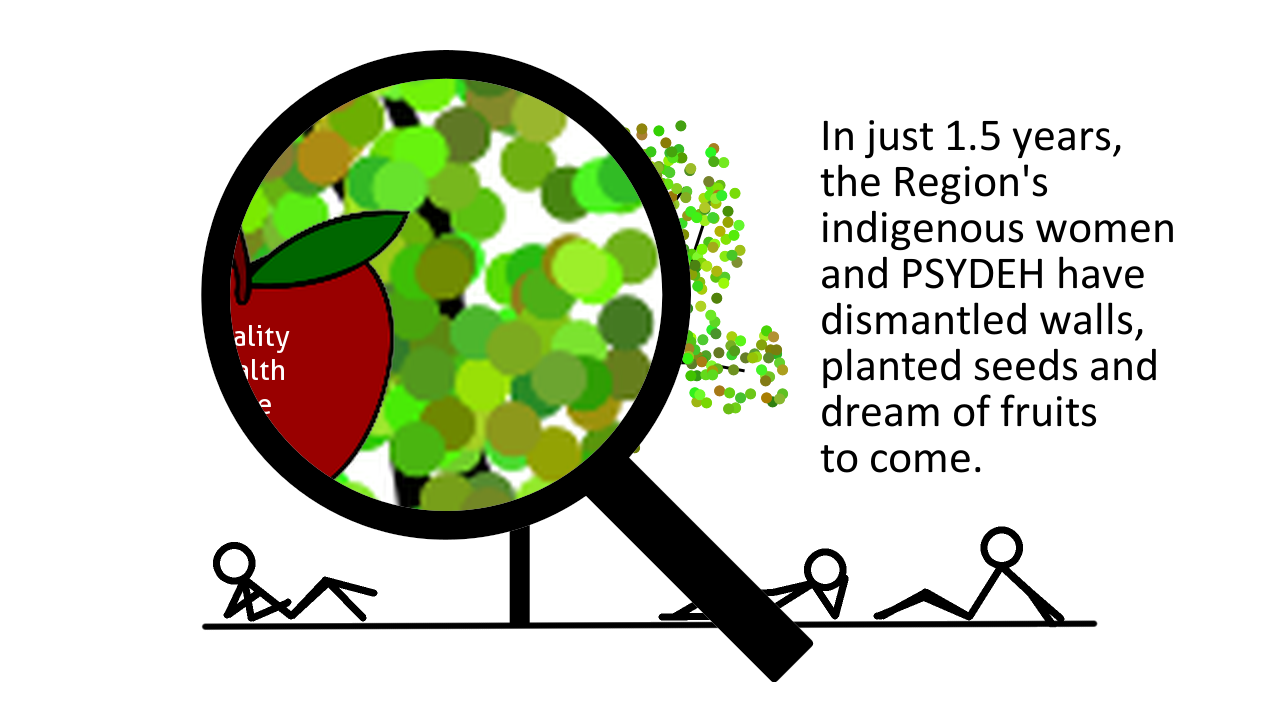 ality
alth
e
In just 1.5 years,
the Region's
indigenous women
and PSYDEH have
dismantled walls,
planted seeds and
dream of fruits
to come.